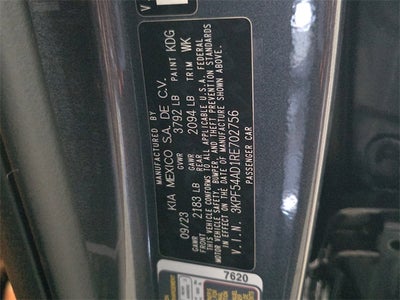 MANUFACTURED BY
KIA MEXICO S.A. DE C.V.
09/23 GVWR 3792 LB PAINT KDG
GAWR FRONT 2183 LB GAWR REAR 2094 LB TRIM WK
THIS VEHICLE CONFORMS TO ALL APPLICABLE U.S.A. FEDERAL
MOTOR VEHICLE SAFETY, BUMPER, AND THEFT PREVENTION STANDARDS
IN EFFECT ON THE DATE OF MANUFACTURE SHOWN ABOVE.
V.I.N. 3KPF54AD1RE702756
PASSENGER CAR
V
7620